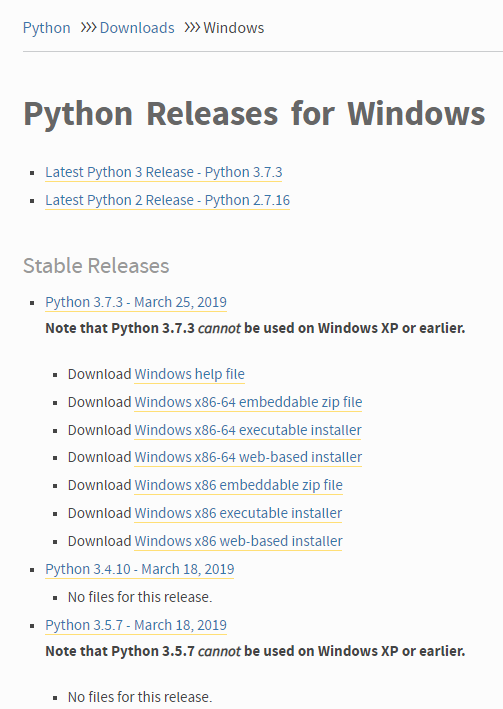 Python >>> Downloads >>> Windows
Python Releases for Windows
Latest Python 3 Release - Python 3.7.3
Latest Python 2 Release - Python 2.7.16
Stable Releases
Python 3.7.3 - March 25, 2019
Note that Python 3.7.3 cannot be used on Windows XP or earlier.
Download Windows help file
Download Windows x86-64 embeddable zip file
Download Windows x86-64 executable installer
Download Windows x86-64 web-based installer
Download Windows x86 embeddable zip file
Download Windows x86 executable installer
Download Windows x86 web-based installer
Python 3.4.10 - March 18, 2019
No files for this release.
Python 3.5.7 - March 18, 2019
Note that Python 3.5.7 cannot be used on Windows XP or earlier.
No files for this release.